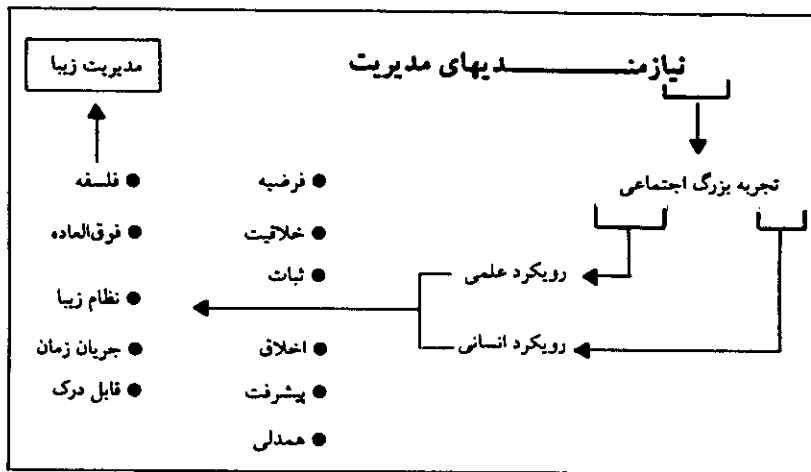 نیازمنـــــــــدیهای مدیریت
مدیریت زیبا
تجربه بزرگ اجتماعی
رویکرد علمی
رویکرد انسانی
● فرضیه
● خلاقیت
● ثبات
● اخلاق
● پیشرفت
● همدلی
● فلسفه
● فوق‌العاده
● نظام زیبا
● جریان زمان
● قابل درک